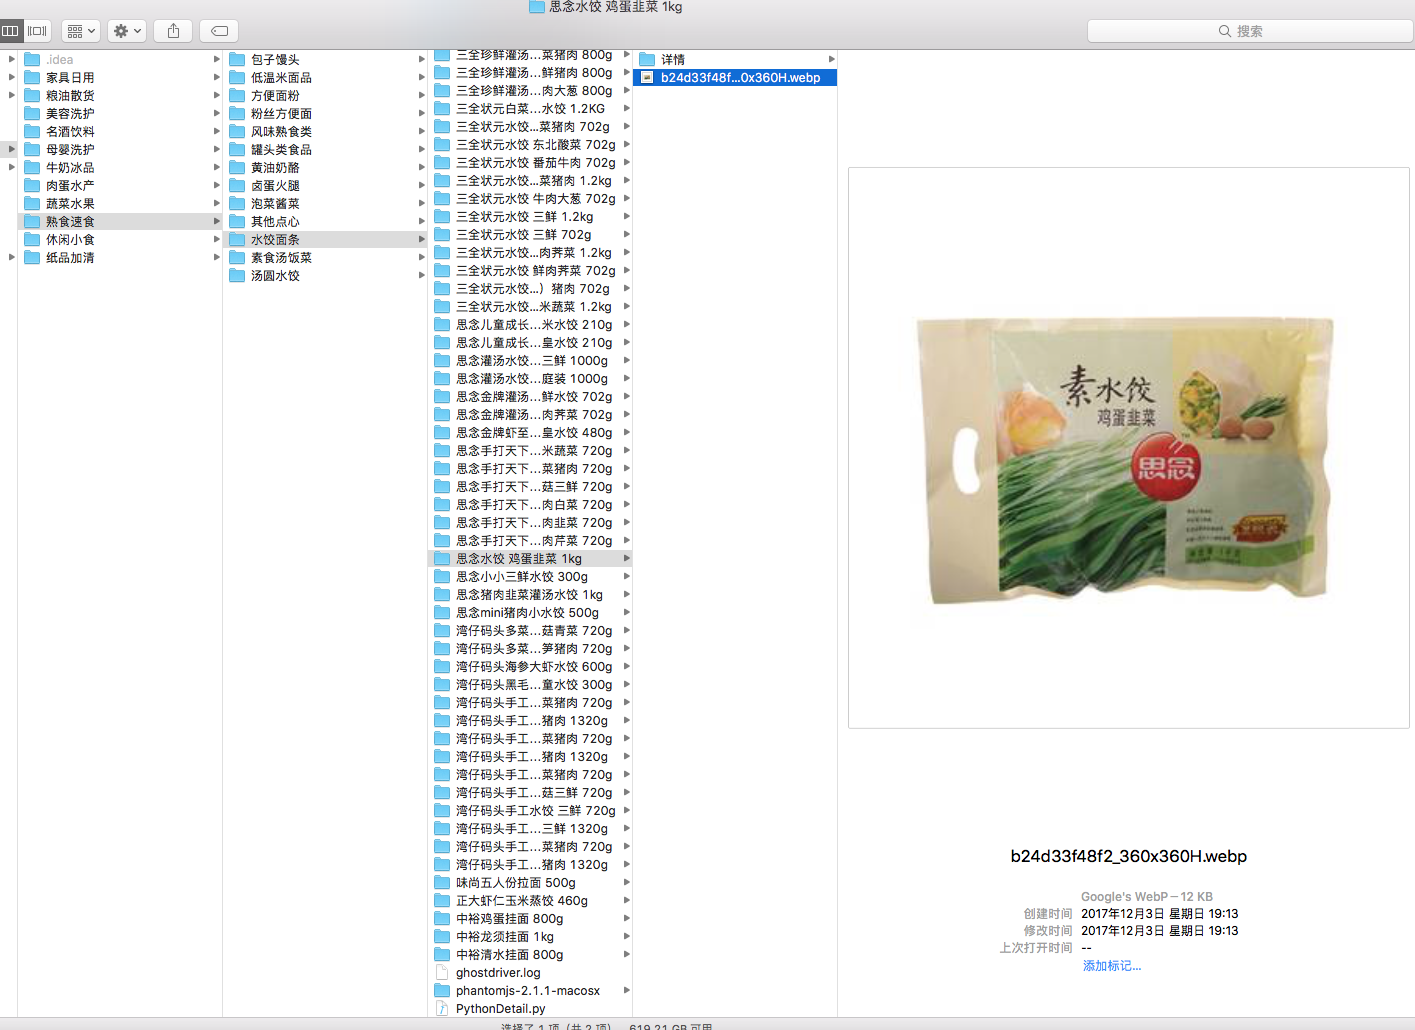 思念水饺 鸡蛋韭菜 1kg
搜索
.idea
家具日用
粮油散货
美容洗护
名酒饮料
母婴洗护
牛奶冰品
肉蛋水产
蔬菜水果
熟食速食
休闲小食
纸品加清
包子馒头
低温米面品
方便面粉
粉丝方便面
风味熟食类
罐头类食品
黄油奶酪
卤蛋火腿
泡菜酱菜
其他点心
水饺面条
素食汤饭菜
汤圆水饺
三全珍鲜灌汤...菜猪肉 800g
三全珍鲜灌汤...鲜猪肉 800g
三全珍鲜灌汤...肉大葱 800g
三全状元白菜...水饺 1.2KG
三全状元水饺...菜猪肉 702g
三全状元水饺 东北酸菜 702g
三全状元水饺 番茄牛肉 702g
三全状元水饺...菜猪肉 1.2kg
三全状元水饺 牛肉大葱 702g
三全状元水饺 三鲜 1.2kg
三全状元水饺 三鲜 702g
三全状元水饺...肉荠菜 1.2kg
三全状元水饺 鲜肉荠菜 702g
三全状元水饺...）猪肉 702g
三全状元水饺...米蔬菜 1.2kg
思念儿童成长...米水饺 210g
思念儿童成长...皇水饺 210g
思念灌汤水饺...三鲜 1000g
思念灌汤水饺...庭装 1000g
思念金牌灌汤...鲜水饺 702g
思念金牌灌汤...肉荠菜 702g
思念金牌虾至...皇水饺 480g
思念手打天下...米蔬菜 720g
思念手打天下...菜猪肉 720g
思念手打天下...菇三鲜 720g
思念手打天下...肉白菜 720g
思念手打天下...肉韭菜 720g
思念手打天下...肉芹菜 720g
思念水饺 鸡蛋韭菜 1kg
思念小小三鲜水饺 300g
思念猪肉韭菜灌汤水饺 1kg
思念mini猪肉小水饺 500g
湾仔码头多菜...菇青菜 720g
湾仔码头多菜...笋猪肉 720g
湾仔码头海参大虾水饺 600g
湾仔码头黑毛...童水饺 300g
湾仔码头手工...菜猪肉 720g
湾仔码头手工...猪肉 1320g
湾仔码头手工...菜猪肉 720g
湾仔码头手工...猪肉 1320g
湾仔码头手工...菜猪肉 720g
湾仔码头手工...菇三鲜 720g
湾仔码头手工水饺 三鲜 720g
湾仔码头手工...三鲜 1320g
湾仔码头手工...菜猪肉 720g
湾仔码头手工...猪肉 1320g
味尚五人份拉面 500g
正大虾仁玉米蒸饺 460g
中裕鸡蛋挂面 800g
中裕龙须挂面 1kg
中裕清水挂面 800g
ghostdriver.log
phantomjs-2.1.1-macosx
PythonDetail.py
详情
b24d33f48f...0x360H.webp
素水饺
鸡蛋韭菜
思念
b24d33f48f2_360x360H.webp
Google's WebP – 12 KB
创建时间 2017年12月3日 星期日 19:13
修改时间 2017年12月3日 星期日 19:13
上次打开时间 --
添加标记...
选择了 1 项（共 2 项）， 619.21 GB 可用